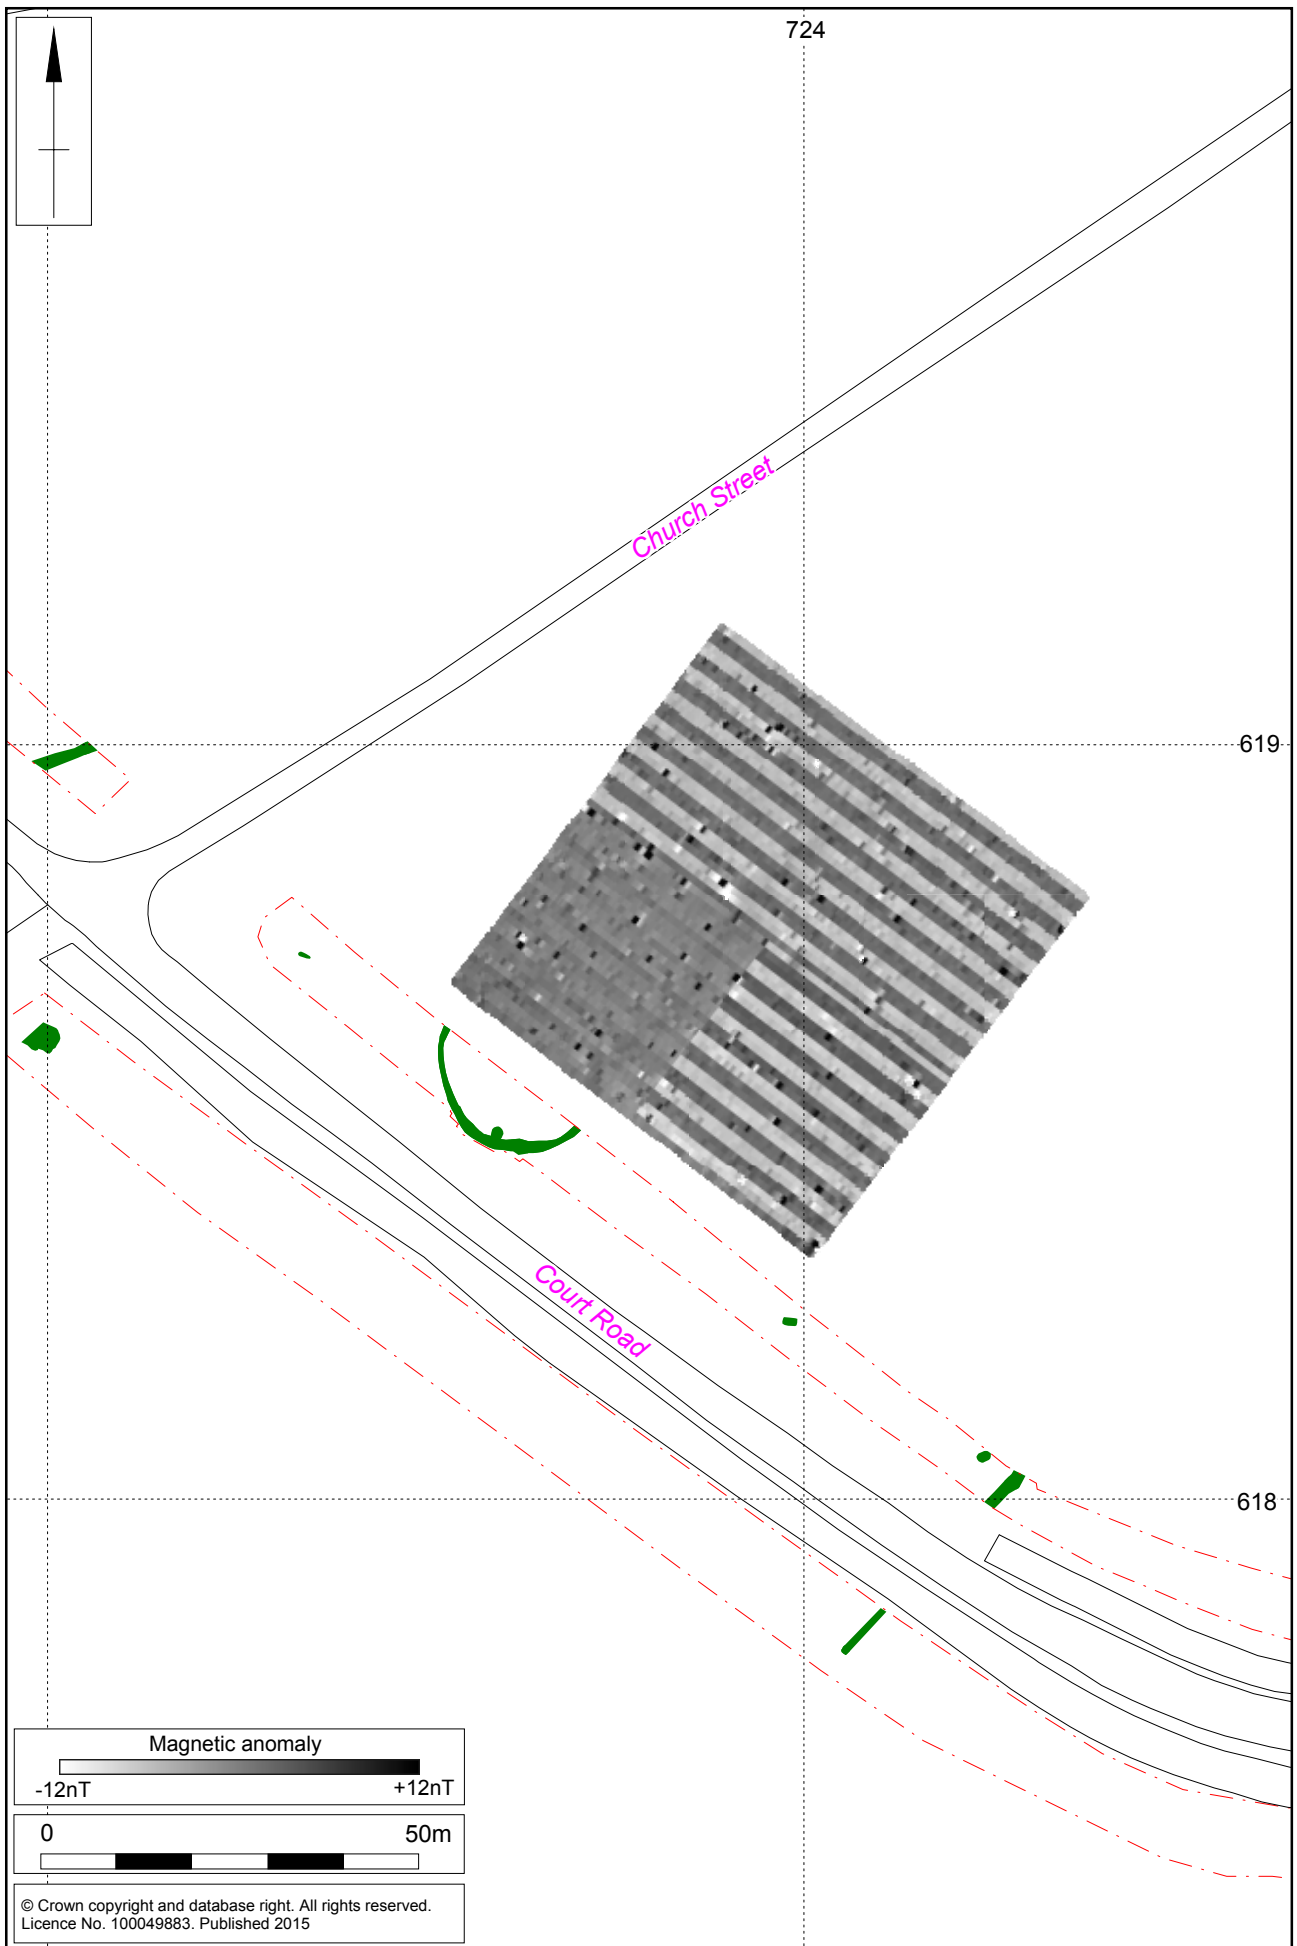 724
Church Street
619
Court Road
618
Magnetic anomaly
-12nT +12nT
0 50m
© Crown copyright and database right. All rights reserved.
Licence No. 100049883. Published 2015